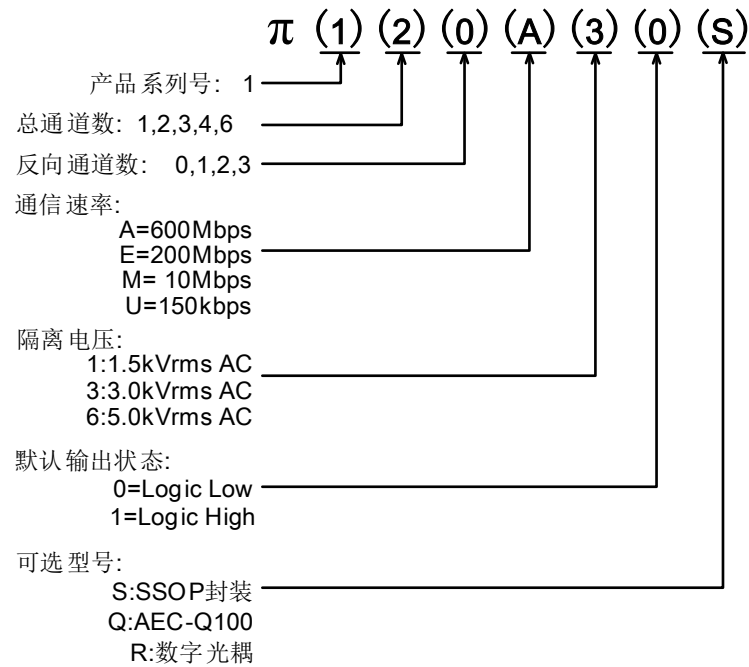 π (1) (2) (0) (A) (3) (0) (S)
产品系列号: 1
总通道数: 1,2,3,4,6
反向通道数: 0,1,2,3
通信速率:
A=600Mbps
E=200Mbps
M= 10Mbps
U=150kbps
隔离电压:
1:1.5kVrms AC
3:3.0kVrms AC
6:5.0kVrms AC
默认输出状态:
0=Logic Low
1=Logic High
可选型号:
S:SSOP封装
Q:AEC-Q100
R:数字光耦